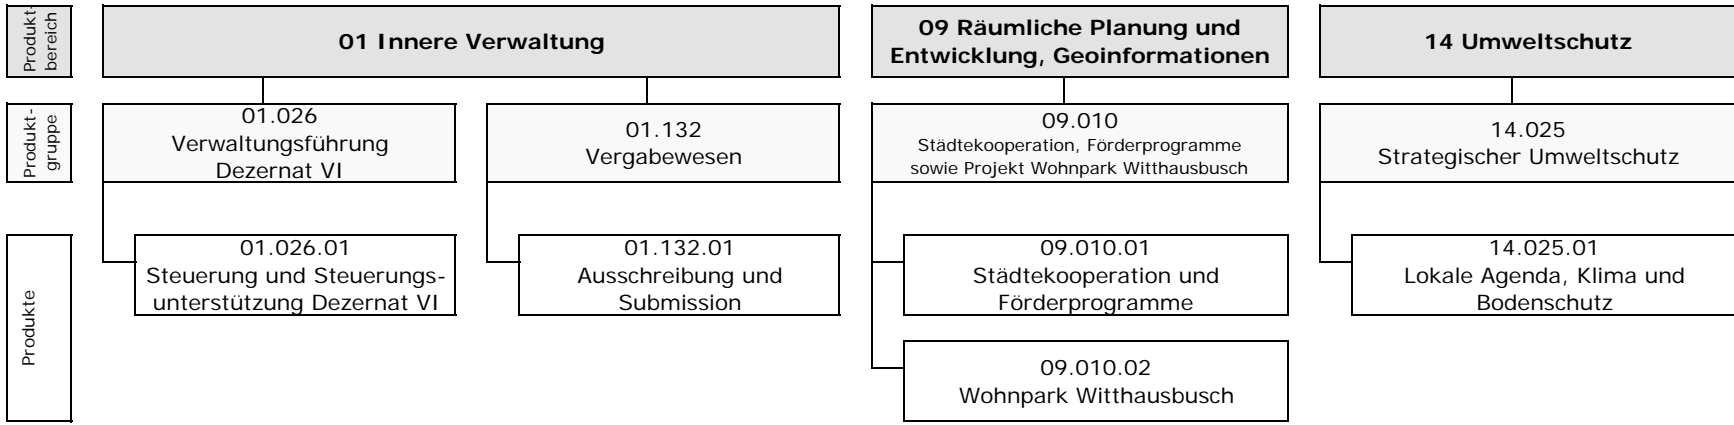 Produkt-
bereich
01 Innere Verwaltung
09 Räumliche Planung und
Entwicklung, Geoinformationen
14 Umweltschutz
Produkt-
gruppe
01.026
Verwaltungsführung
Dezernat VI
01.132
Vergabewesen
09.010
Städtekooperation, Förderprogramme
sowie Projekt Wohnpark Witthausbusch
14.025
Strategischer Umweltschutz
Produkte
01.026.01
Steuerung und Steuerungs-
unterstützung Dezernat VI
01.132.01
Ausschreibung und
Submission
09.010.01
Städtekooperation und
Förderprogramme
14.025.01
Lokale Agenda, Klima und
Bodenschutz
09.010.02
Wohnpark Witthausbusch